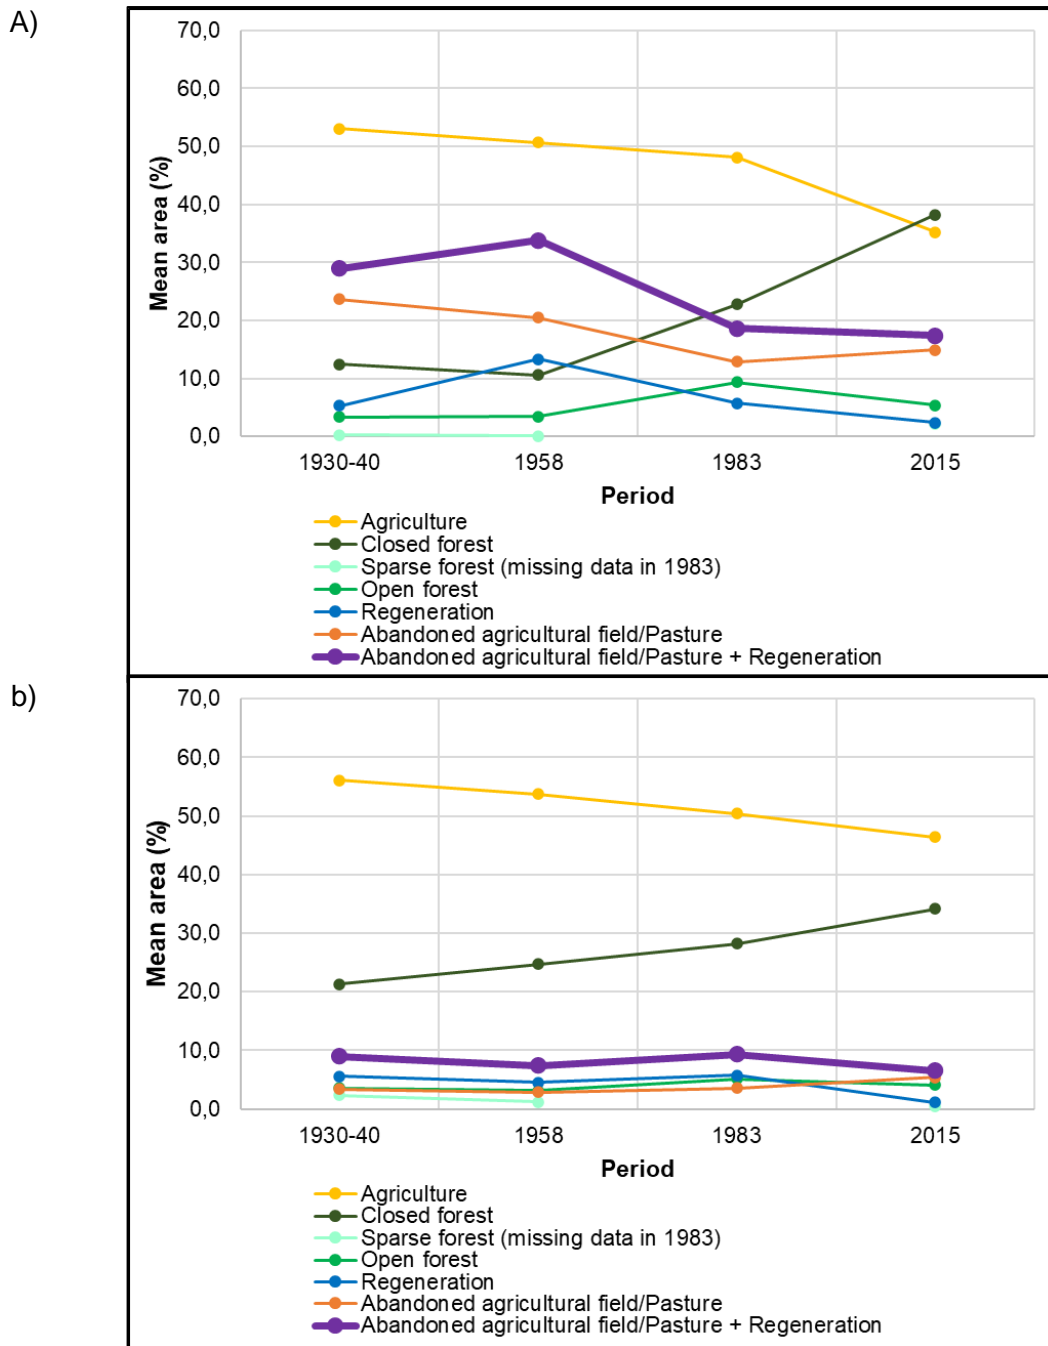 A)
70,0
60,0
50,0
40,0
30,0
20,0
10,0
0,0
Mean area (%)
1930-40 1958 1983 2015
Period
Agriculture
Closed forest
Sparse forest (missing data in 1983)
Open forest
Regeneration
Abandoned agricultural field/Pasture
Abandoned agricultural field/Pasture + Regeneration
b)
70,0
60,0
50,0
40,0
30,0
20,0
10,0
0,0
Mean area (%)
1930-40 1958 1983 2015
Period
Agriculture
Closed forest
Sparse forest (missing data in 1983)
Open forest
Regeneration
Abandoned agricultural field/Pasture
Abandoned agricultural field/Pasture + Regeneration